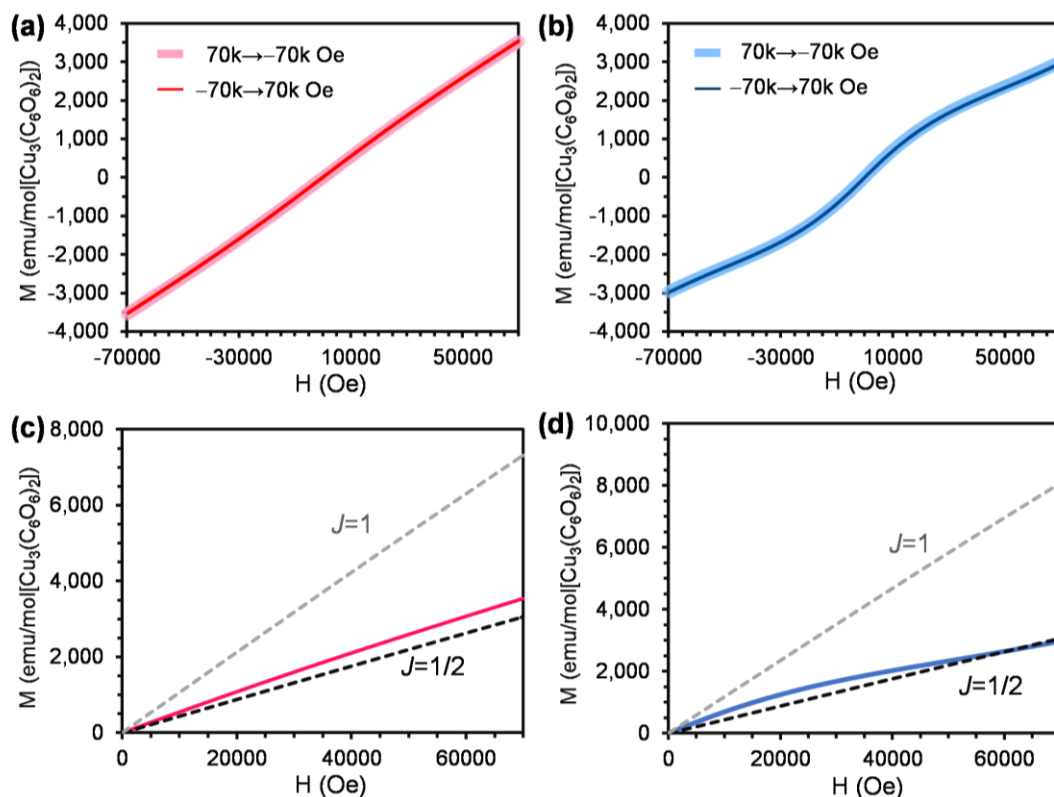 (a)
4,000
3,000
2,000
1,000
0
-1,000
-2,000
-3,000
-4,000
M (emu/mol[Cu₃(C₆O₆)₂])
70k→−70k Oe
−70k→70k Oe
-70000 -30000 10000 50000
H (Oe)
(b)
4,000
3,000
2,000
1,000
0
-1,000
-2,000
-3,000
-4,000
M (emu/mol[Cu₃(C₆O₆)₂])
70k→−70k Oe
−70k→70k Oe
-70000 -30000 10000 50000
H (Oe)
(c)
8,000
6,000
4,000
2,000
0
M (emu/mol[Cu₃(C₆O₆)₂])
J=1
J=1/2
0 20000 40000 60000
H (Oe)
(d)
10,000
8,000
6,000
4,000
2,000
0
M (emu/mol[Cu₃(C₆O₆)₂])
J=1
J=1/2
0 20000 40000 60000
H (Oe)